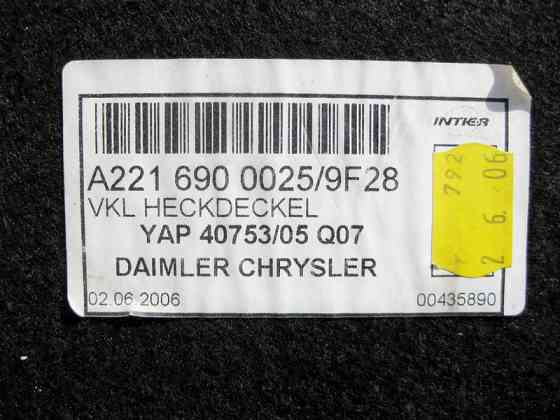 INTIER
A221 690 0025/9F28
VKL HECKDECKEL
YAP 40753/05 Q07
DAIMLER CHRYSLER
02.06.2006
00435890
792
2 6. 06